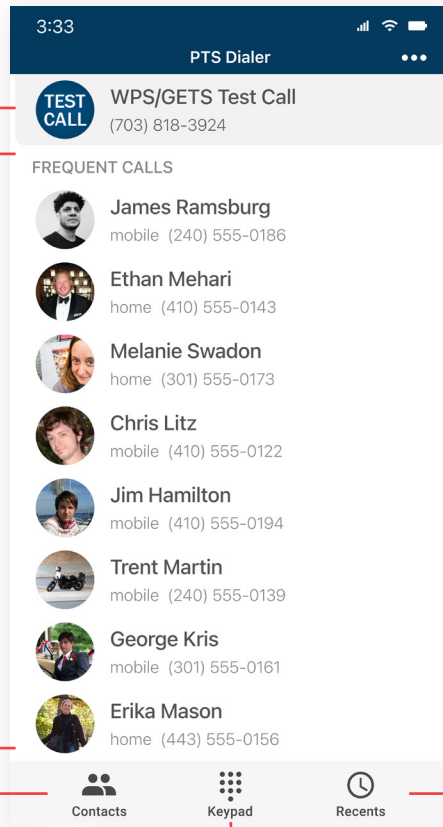 3:33
PTS Dialer
TEST
CALL
WPS/GETS Test Call
(703) 818-3924
FREQUENT CALLS
James Ramsburg
mobile (240) 555-0186
Ethan Mehari
home (410) 555-0143
Melanie Swadon
home (301) 555-0173
Chris Litz
mobile (410) 555-0122
Jim Hamilton
mobile (410) 555-0194
Trent Martin
mobile (240) 555-0139
George Kris
mobile (301) 555-0161
Erika Mason
home (443) 555-0156
Contacts
Keypad
Recents